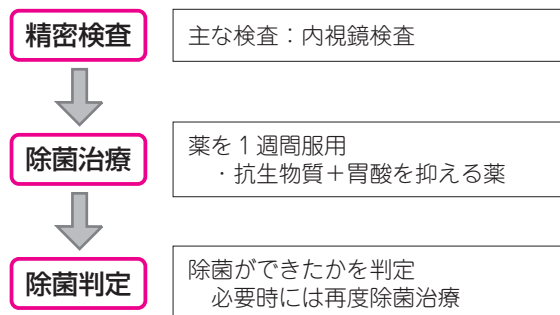 精密検査
主な検査：内視鏡検査
除菌治療
薬を１週間服用
・抗生物質＋胃酸を抑える薬
除菌判定
除菌ができたかを判定
必要時には再度除菌治療